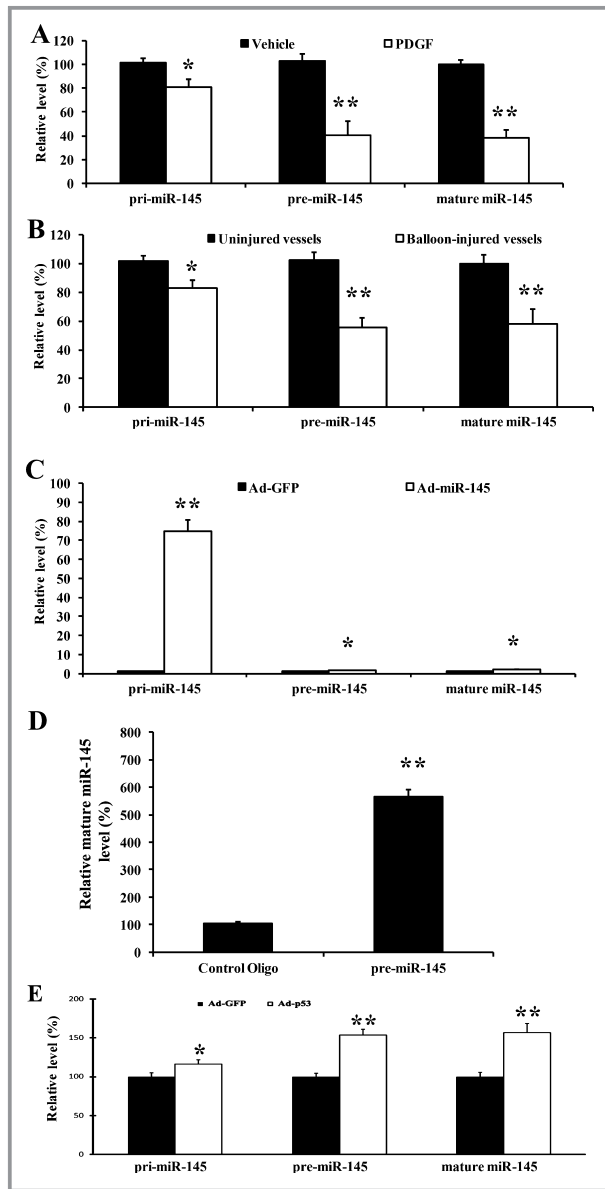 A
Vehicle PDGF
Relative level (%)
120
100
80
60
40
20
0
*
**
**
pri-miR-145 pre-miR-145 mature miR-145
B
Uninjured vessels Balloon-injured vessels
Relative level (%)
120
100
80
60
40
20
0
*
**
**
pri-miR-145 pre-miR-145 mature miR-145
C
Ad-GFP Ad-miR-145
Relative level (%)
100
90
80
70
60
50
40
30
20
10
0
**
*
*
pri-miR-145 pre-miR-145 mature miR-145
D
Relative mature miR-145
level (%)
800
700
600
500
400
300
200
100
0
**
Control Oligo pre-miR-145
E
Ad-GFP Ad-p53
Relative level (%)
200
150
100
50
0
*
**
**
pri-miR-145 pre-miR-145 mature miR-145